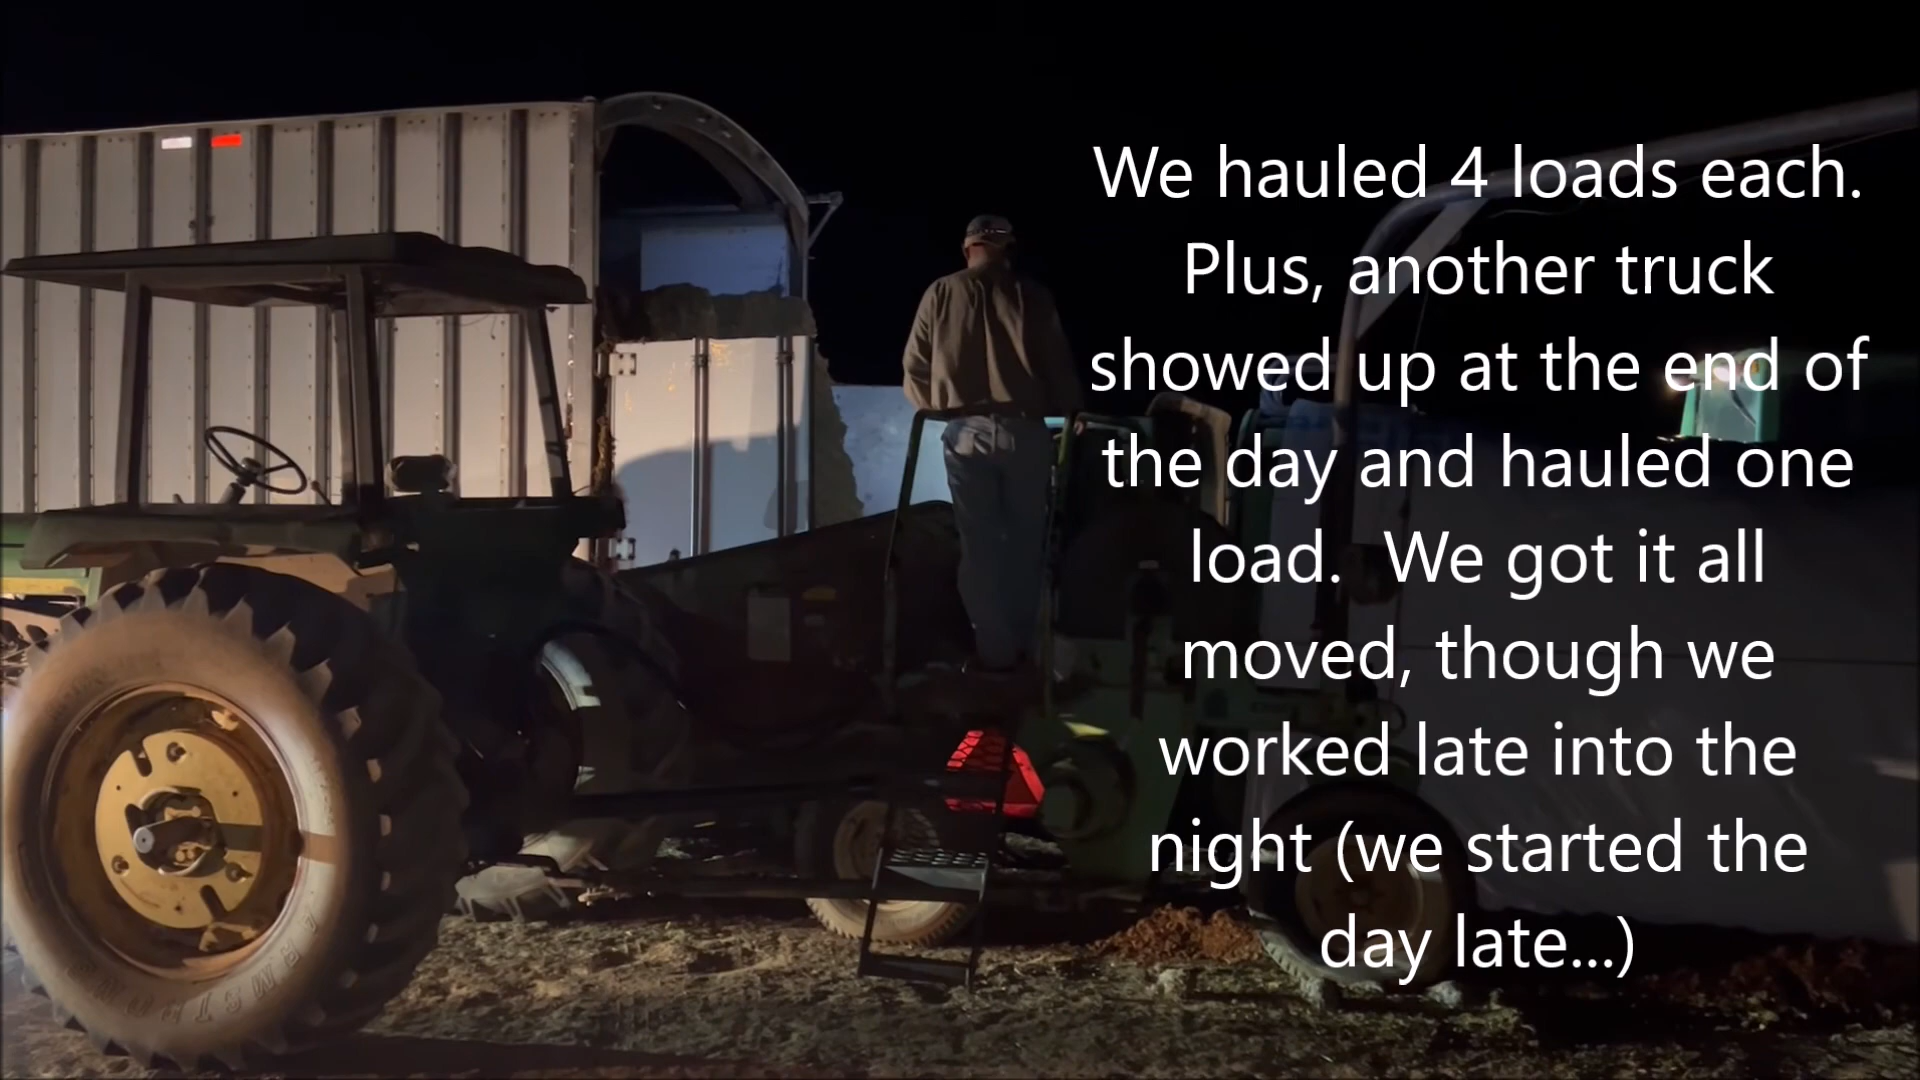 We hauled 4 loads each.
Plus, another truck
showed up at the end of
the day and hauled one
load.  We got it all
moved, though we
worked late into the
night (we started the
day late...)
ARMSTRONG